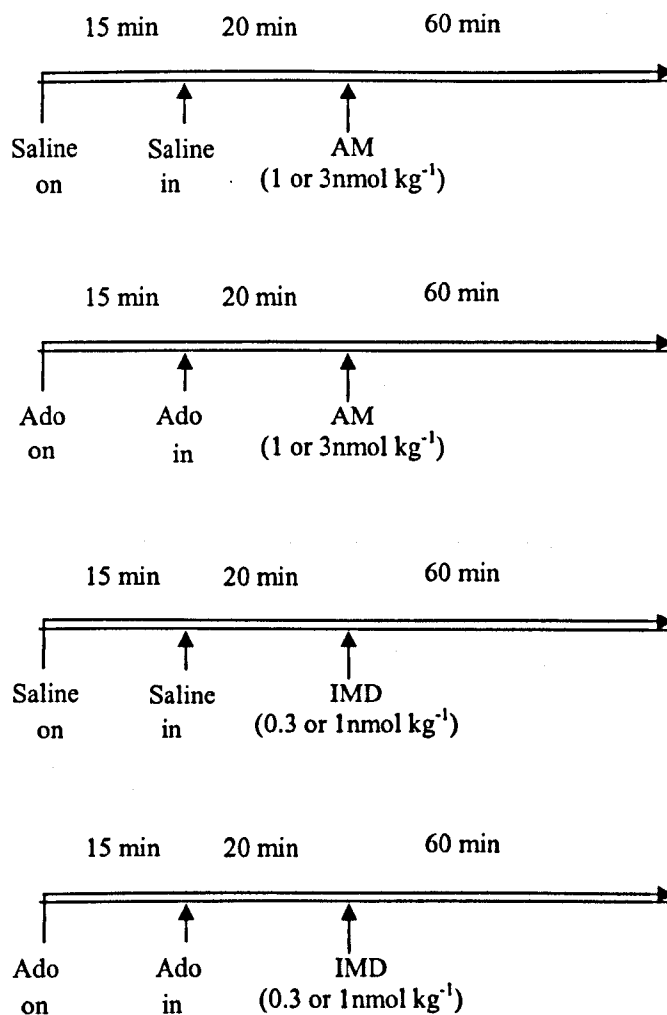 15 min 20 min 60 min
Saline Saline AM
on in (1 or 3nmol kg⁻¹)
15 min 20 min 60 min
Ado Ado AM
on in (1 or 3nmol kg⁻¹)
15 min 20 min 60 min
Saline Saline IMD
on in (0.3 or 1nmol kg⁻¹)
15 min 20 min 60 min
Ado Ado IMD
on in (0.3 or 1nmol kg⁻¹)